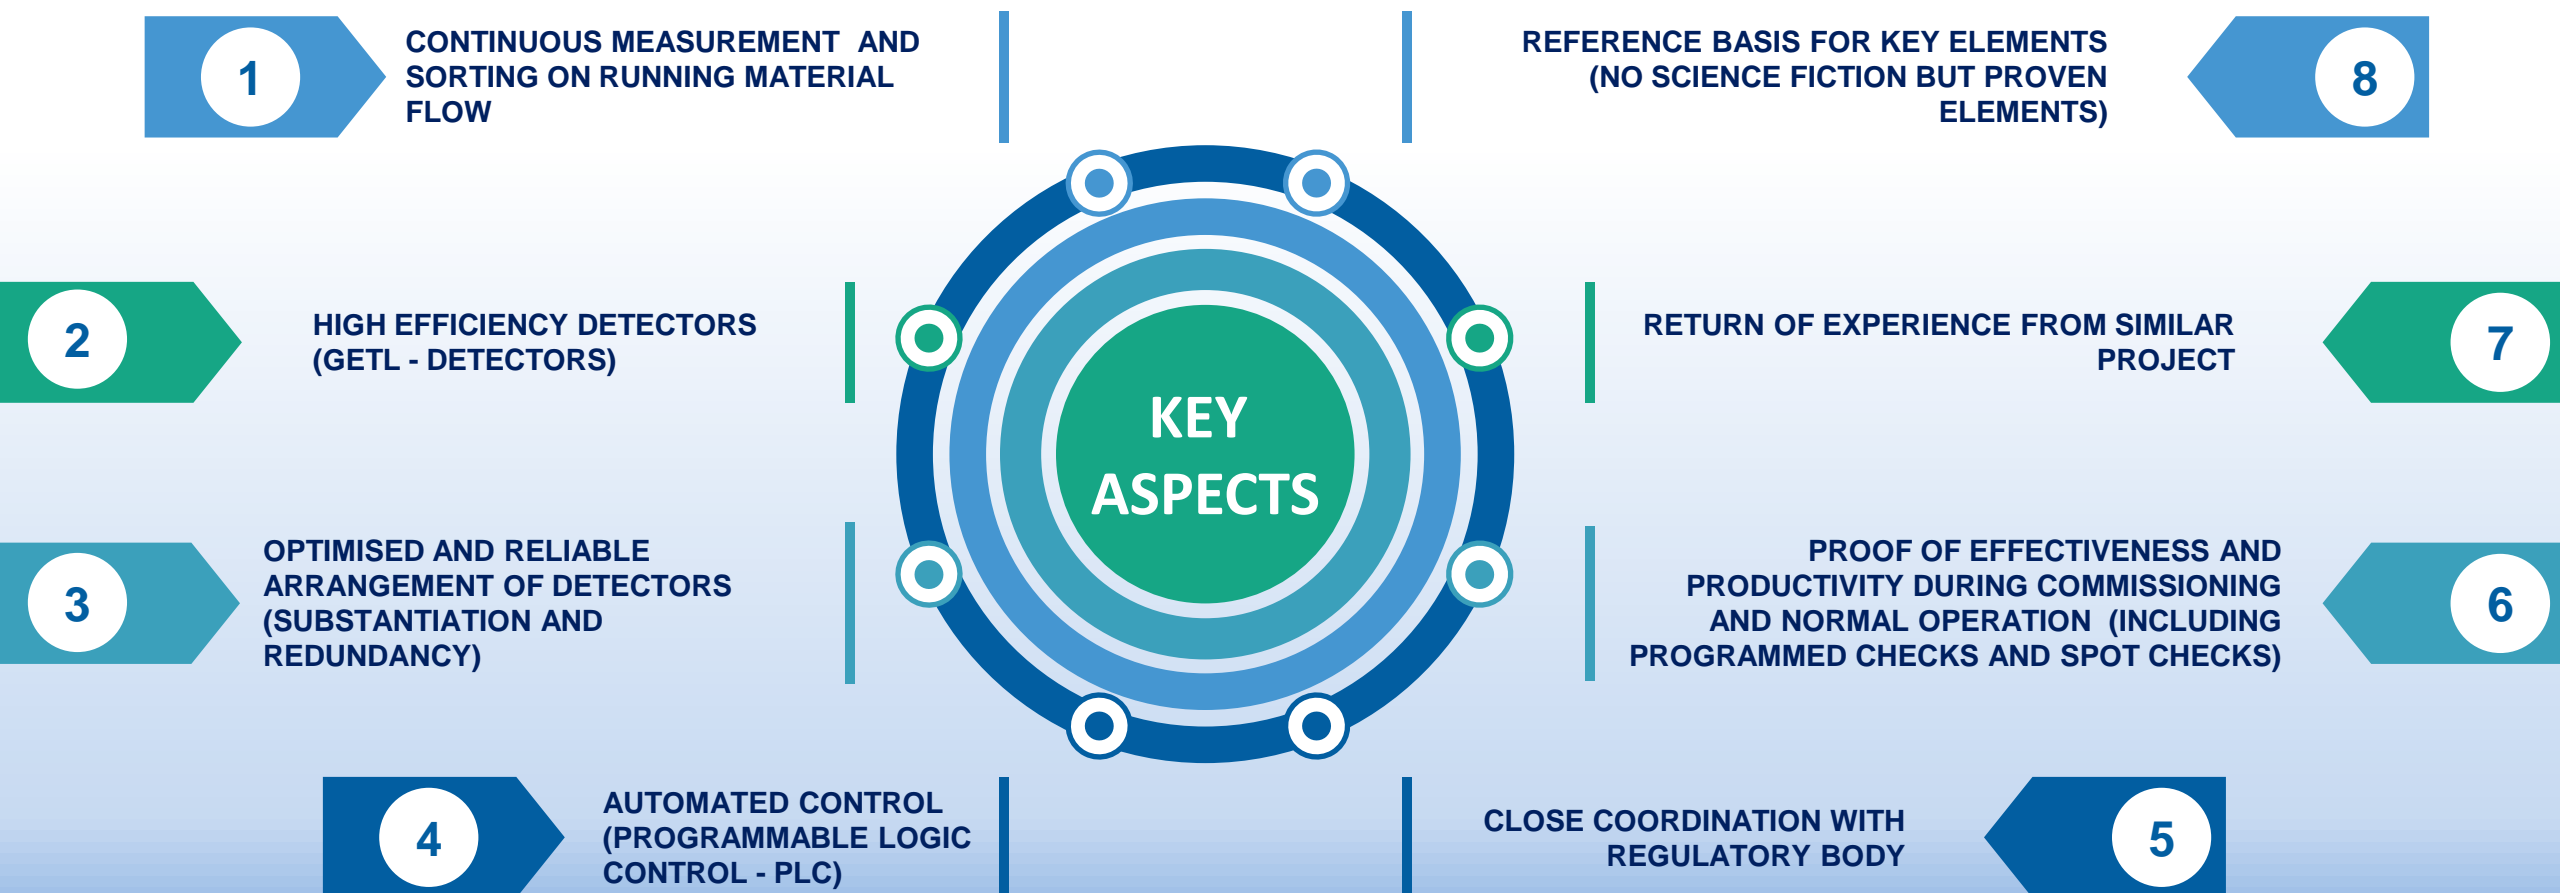 1
CONTINUOUS MEASUREMENT AND
SORTING ON RUNNING MATERIAL
FLOW
2
HIGH EFFICIENCY DETECTORS
(GETL - DETECTORS)
3
OPTIMISED AND RELIABLE
ARRANGEMENT OF DETECTORS
(SUBSTANTIATION AND
REDUNDANCY)
4
AUTOMATED CONTROL
(PROGRAMMABLE LOGIC
CONTROL - PLC)
KEY
ASPECTS
REFERENCE BASIS FOR KEY ELEMENTS
(NO SCIENCE FICTION BUT PROVEN
ELEMENTS)
8
RETURN OF EXPERIENCE FROM SIMILAR
PROJECT
7
PROOF OF EFFECTIVENESS AND
PRODUCTIVITY DURING COMMISSIONING
AND NORMAL OPERATION (INCLUDING
PROGRAMMED CHECKS AND SPOT CHECKS)
6
CLOSE COORDINATION WITH
REGULATORY BODY
5